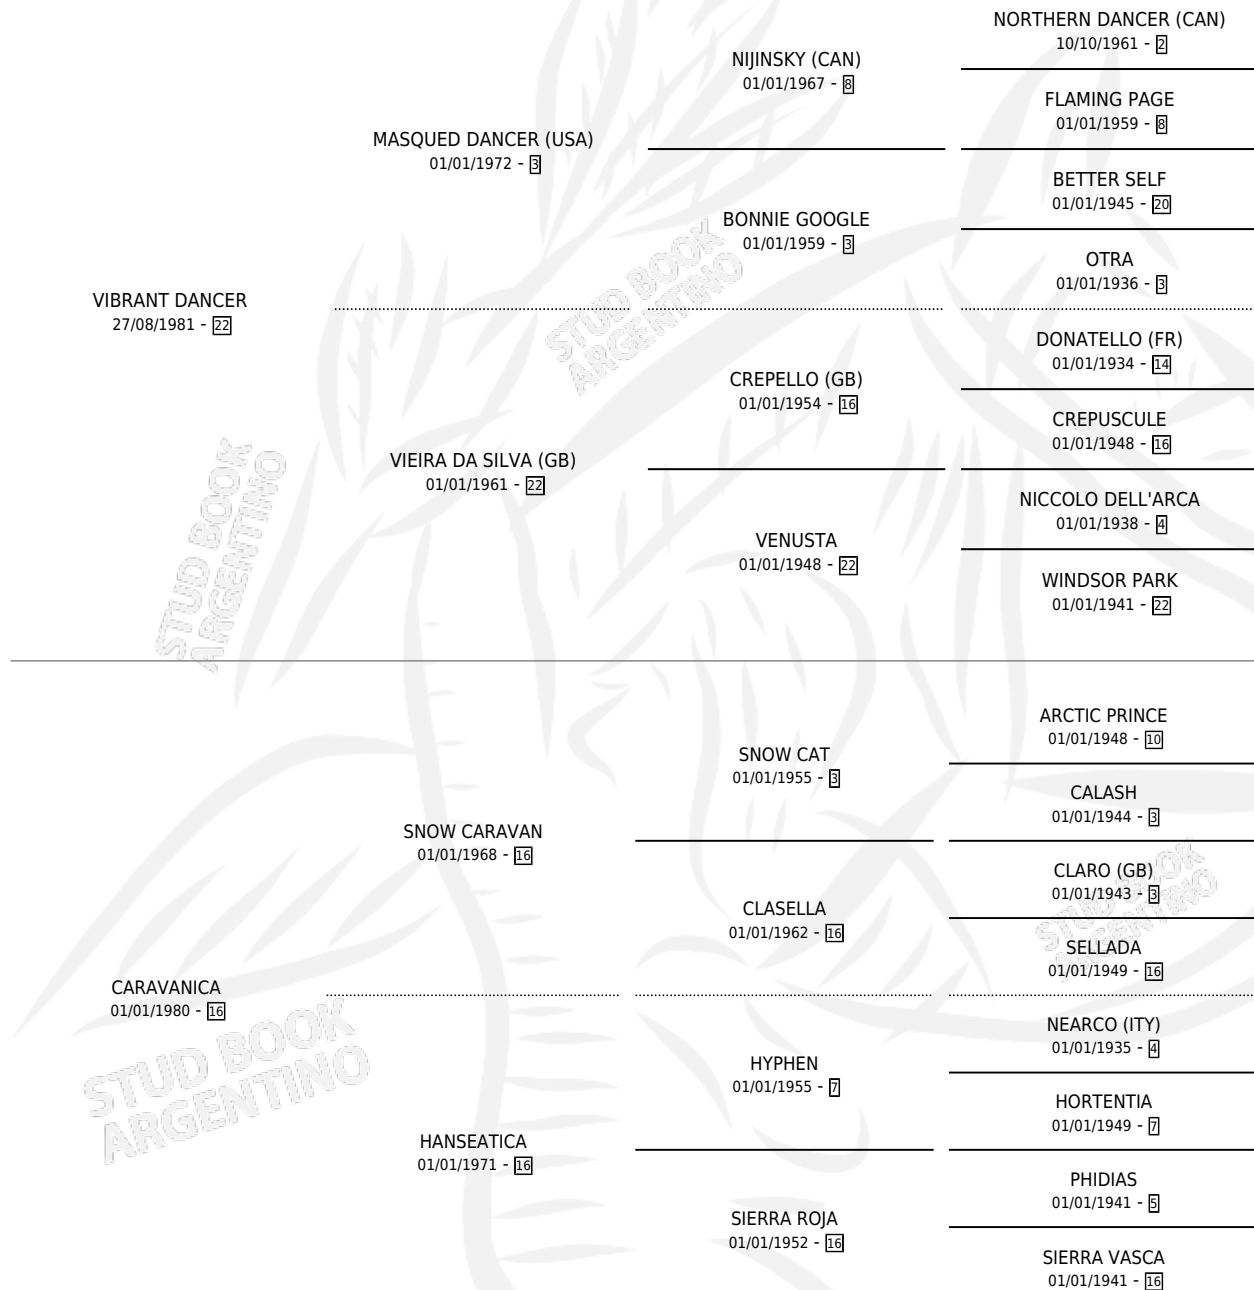 NORTHERN DANCER (CAN)
10/10/1961 - 2
NIJINSKY (CAN)
01/01/1967 - 8
FLAMING PAGE
01/01/1959 - 8
MASQUED DANCER (USA)
01/01/1972 - 3
BETTER SELF
01/01/1945 - 20
BONNIE GOOGLE
01/01/1959 - 3
OTRA
01/01/1936 - 3
VIBRANT DANCER
27/08/1981 - 22
DONATELLO (FR)
01/01/1934 - 14
CREPELLO (GB)
01/01/1954 - 16
CREPUSCULE
01/01/1948 - 16
VIEIRA DA SILVA (GB)
01/01/1961 - 22
NICCOLO DELL'ARCA
01/01/1938 - 4
VENUSTA
01/01/1948 - 22
WINDSOR PARK
01/01/1941 - 22
ARCTIC PRINCE
01/01/1948 - 10
SNOW CAT
01/01/1955 - 3
CALASH
01/01/1944 - 3
SNOW CARAVAN
01/01/1968 - 16
CLARO (GB)
01/01/1943 - 3
CLASELLA
01/01/1962 - 16
SELLADA
01/01/1949 - 16
CARAVANICA
01/01/1980 - 16
NEARCO (ITY)
01/01/1935 - 4
HYPHEN
01/01/1955 - 7
HORTENTIA
01/01/1949 - 7
HANSEATICA
01/01/1971 - 16
PHIDIAS
01/01/1941 - 5
SIERRA ROJA
01/01/1952 - 16
SIERRA VASCA
01/01/1941 - 16
STUD BOOK
ARGENTINO
STUD BOOK
ARGENTINO
STUD BOOK
ARGENTINO
STUD BOOK
ARGENTINO